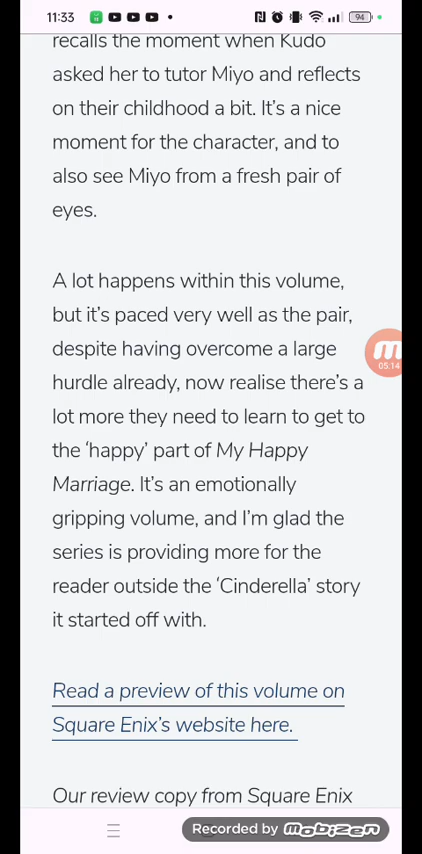 11:33
94
recalls the moment when Kudo
asked her to tutor Miyo and reflects
on their childhood a bit. It’s a nice
moment for the character, and to
also see Miyo from a fresh pair of
eyes.
A lot happens within this volume,
but it’s paced very well as the pair,
despite having overcome a large
hurdle already, now realise there’s a
lot more they need to learn to get to
the ‘happy’ part of My Happy
Marriage. It’s an emotionally
gripping volume, and I’m glad the
series is providing more for the
reader outside the ‘Cinderella’ story
it started off with.
Read a preview of this volume on
Square Enix’s website here.
Our review copy from Square Enix
05:14
Recorded by mobizen